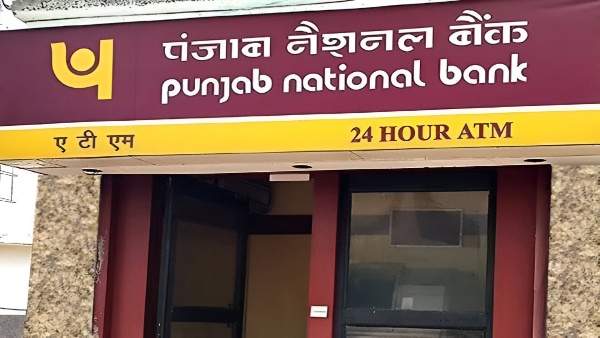 पंजाब नैशनल बैंक
punjab national bank
ए टी एम 24 HOUR ATM